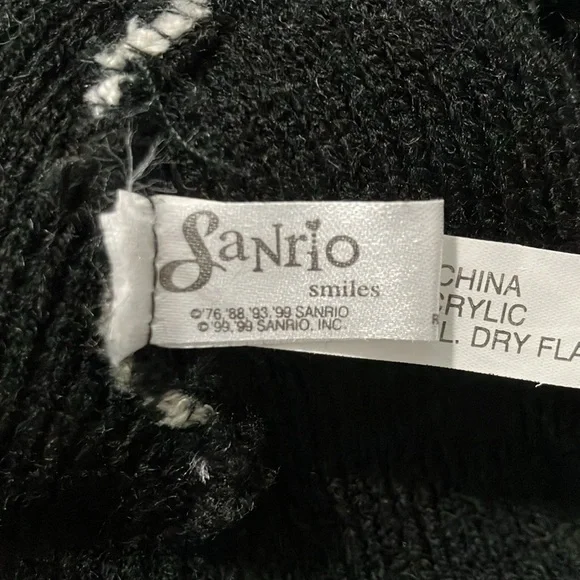 Sanrio
smiles
©'76,'88,'93,'99 SANRIO
©'99,'99 SANRIO, INC.
CHINA
CRYLIC
R
L. DRY FLA